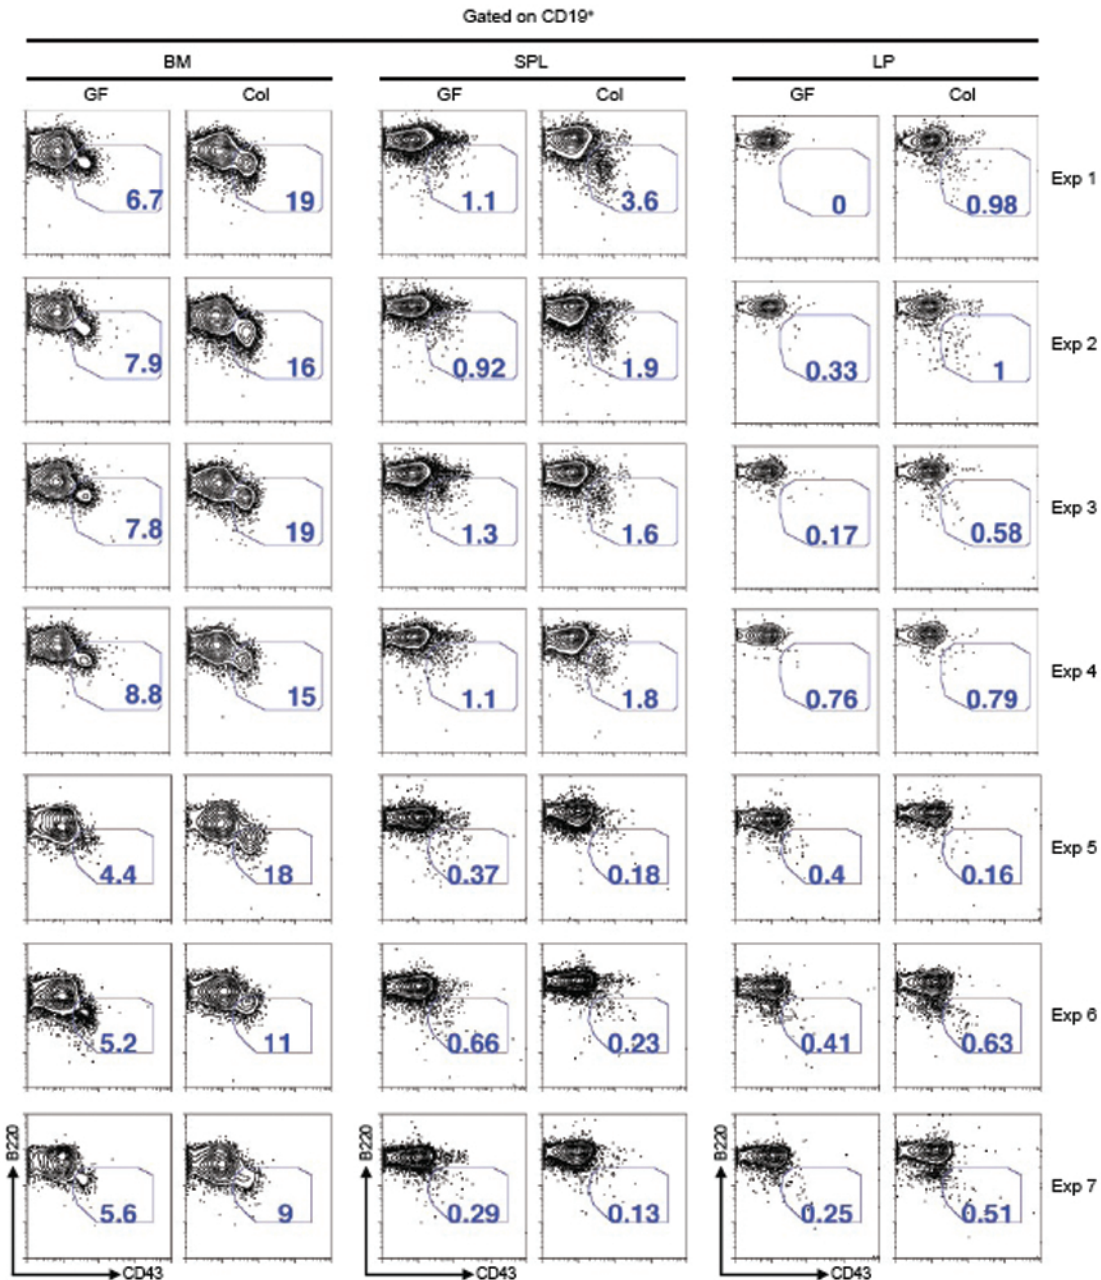 Gated on CD19+
BM SPL LP
GF Col GF Col GF Col
6.7 19 1.1 3.6 0 0.98 Exp 1
7.9 16 0.92 1.9 0.33 1 Exp 2
7.8 19 1.3 1.6 0.17 0.58 Exp 3
8.8 15 1.1 1.8 0.76 0.79 Exp 4
4.4 18 0.37 0.18 0.4 0.16 Exp 5
5.2 11 0.66 0.23 0.41 0.63 Exp 6
B220 B220 B220
5.6 9 0.29 0.13 0.25 0.51 Exp 7
CD43 CD43 CD43